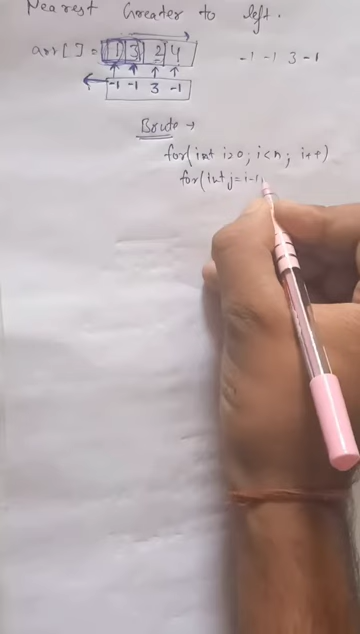 Nearest Greater to left.
arr[] = [1 3 2 4] -1 -1 3 -1
-1 -1 3 -1
Brute →
for(int i=0; i<n; i++)
for(int j=i-1;